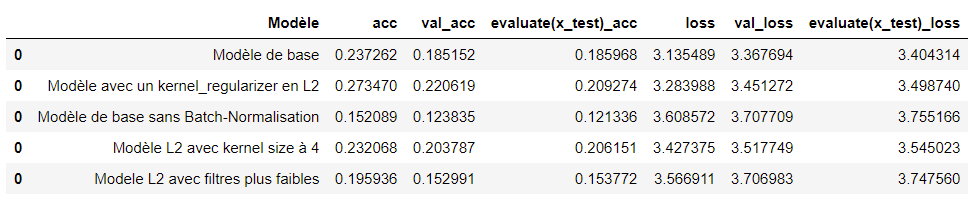 Modèle acc val_acc evaluate(x_test)_acc loss val_loss evaluate(x_test)_loss
0 Modèle de base 0.237262 0.185152 0.185968 3.135489 3.367694 3.404314
0 Modèle avec un kernel_regularizer en L2 0.273470 0.220619 0.209274 3.283988 3.451272 3.498740
0 Modèle de base sans Batch-Normalisation 0.152089 0.123835 0.121336 3.608572 3.707709 3.755166
0 Modèle L2 avec kernel size à 4 0.232068 0.203787 0.206151 3.427375 3.517749 3.545023
0 Modele L2 avec filtres plus faibles 0.195936 0.152991 0.153772 3.566911 3.706983 3.747560